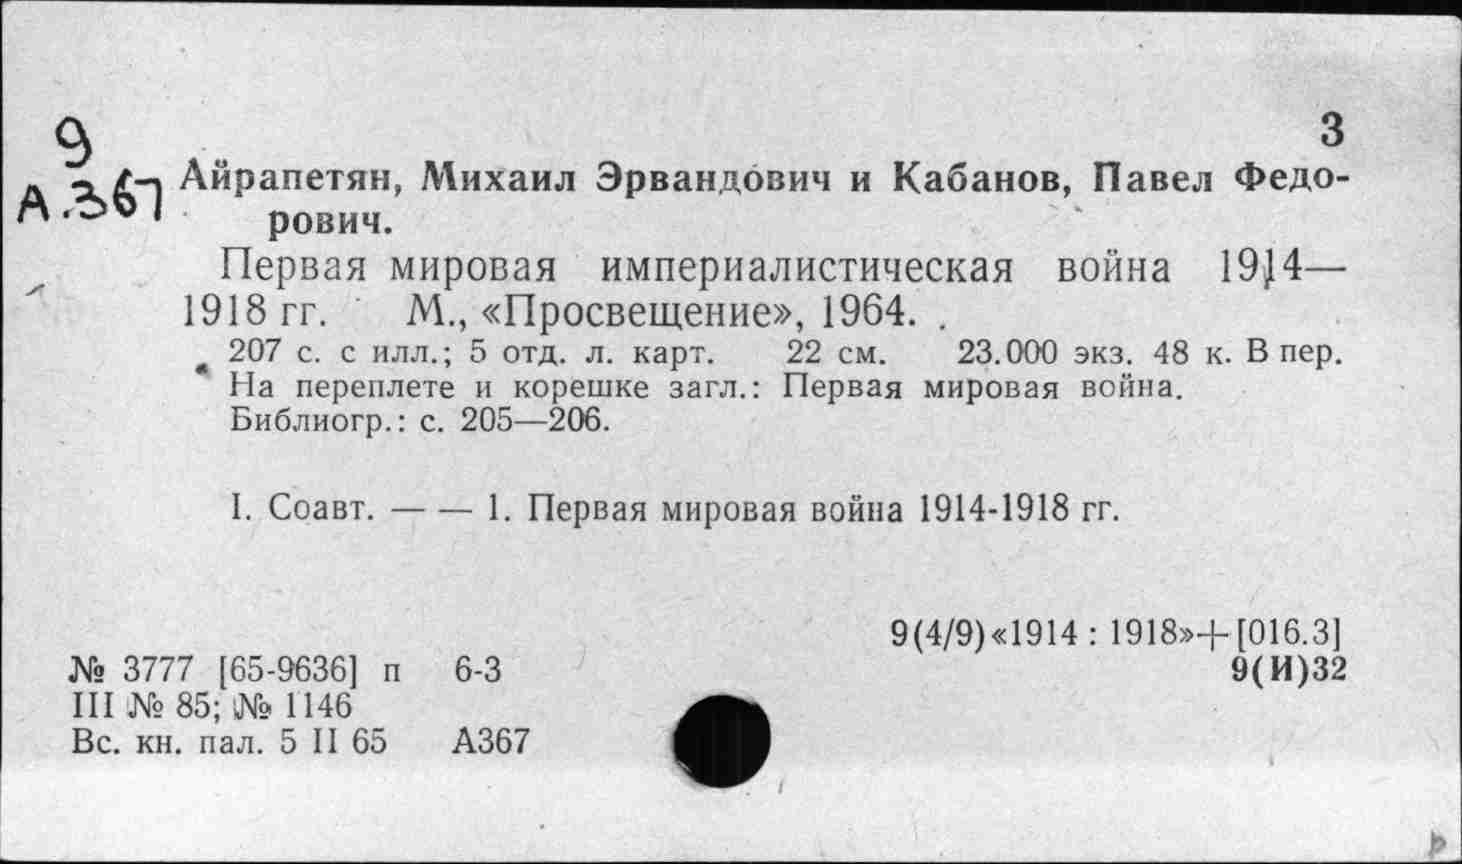 9
3
А.367
Айрапетян, Михаил Эрвандович и Кабанов, Павел Федо-
рович.
Первая мировая империалистическая война 1914—
1918 гг. М., «Просвещение», 1964.
207 с. с илл.; 5 отд. л. карт. 22 см. 23.000 экз. 48 к. В пер.
На переплете и корешке загл.: Первая мировая война.
Библиогр.: с. 205—206.
I. Соавт. — — 1. Первая мировая война 1914-1918 гг.
9(4/9)«1914 : 1918»+[016.3]
№ 3777 [65-9636] п 6-3
9(И)32
III № 85; № 1146
Вс. кн. пал. 5 II 65 А367